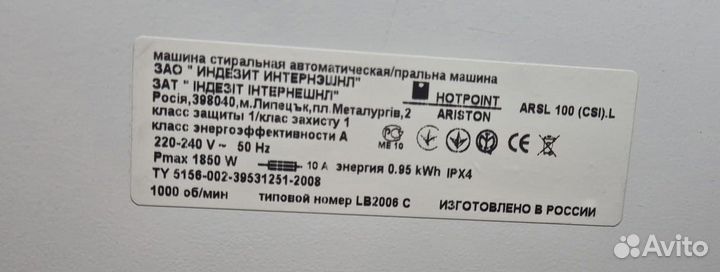 машина стиральная автоматическая/пральна машина
ЗАО " ИНДЕЗИТ ИНТЕРНЭШНЛ"
ЗАТ " ІНДЕЗІТ ІНТЕРНЕШНЛ"
Росія,398040,м.Липецьк,пл.Металургів,2
класс защиты 1/клас захисту 1
класс энергоэффективности А
220-240 V ~ 50 Hz
Pmax 1850 W 10 A энергия 0.95 kWh IPX4
ТУ 5156-002-39531251-2008
1000 об/мин типовой номер LB2006 C
HOTPOINT
ARISTON
ARSL 100 (CSI).L
МЕ 10
ИЗГОТОВЛЕНО В РОССИИ
Avito